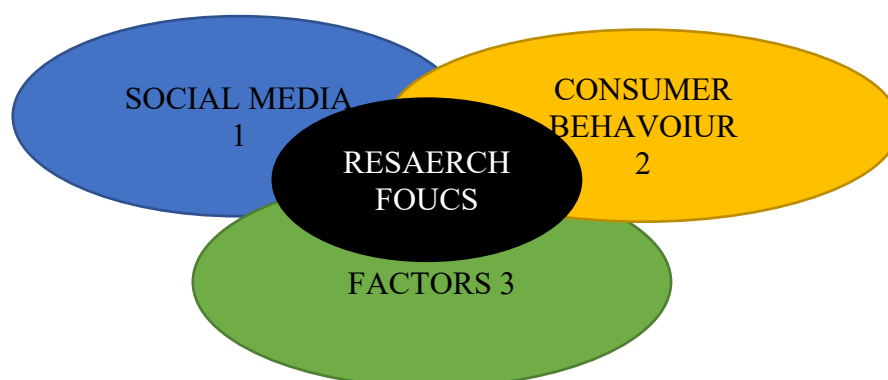 SOCIAL MEDIA
1
CONSUMER
BEHAVOIUR
2
RESAERCH
FOUCS
FACTORS 3